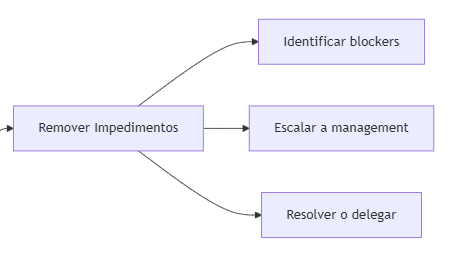 Identificar blockers
Remover Impedimentos
Escalar a management
Resolver o delegar